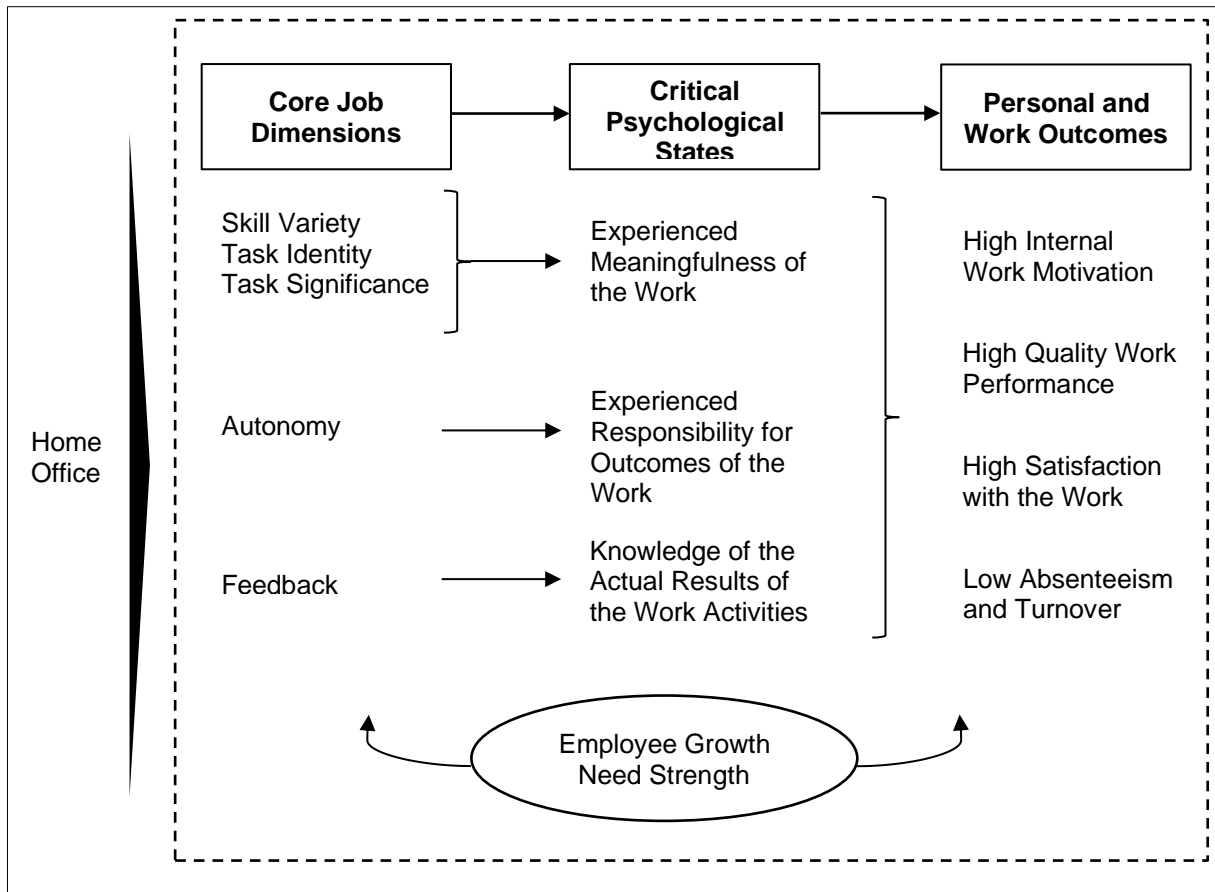 Core Job
Dimensions
Critical
Psychological
States
Personal and
Work Outcomes
Skill Variety
Task Identity
Task Significance
Experienced
Meaningfulness of
the Work
High Internal
Work Motivation
High Quality Work
Performance
Home
Office
Autonomy
Experienced
Responsibility for
Outcomes of the
Work
High Satisfaction
with the Work
Feedback
Knowledge of the
Actual Results of
the Work Activities
Low Absenteeism
and Turnover
Employee Growth
Need Strength